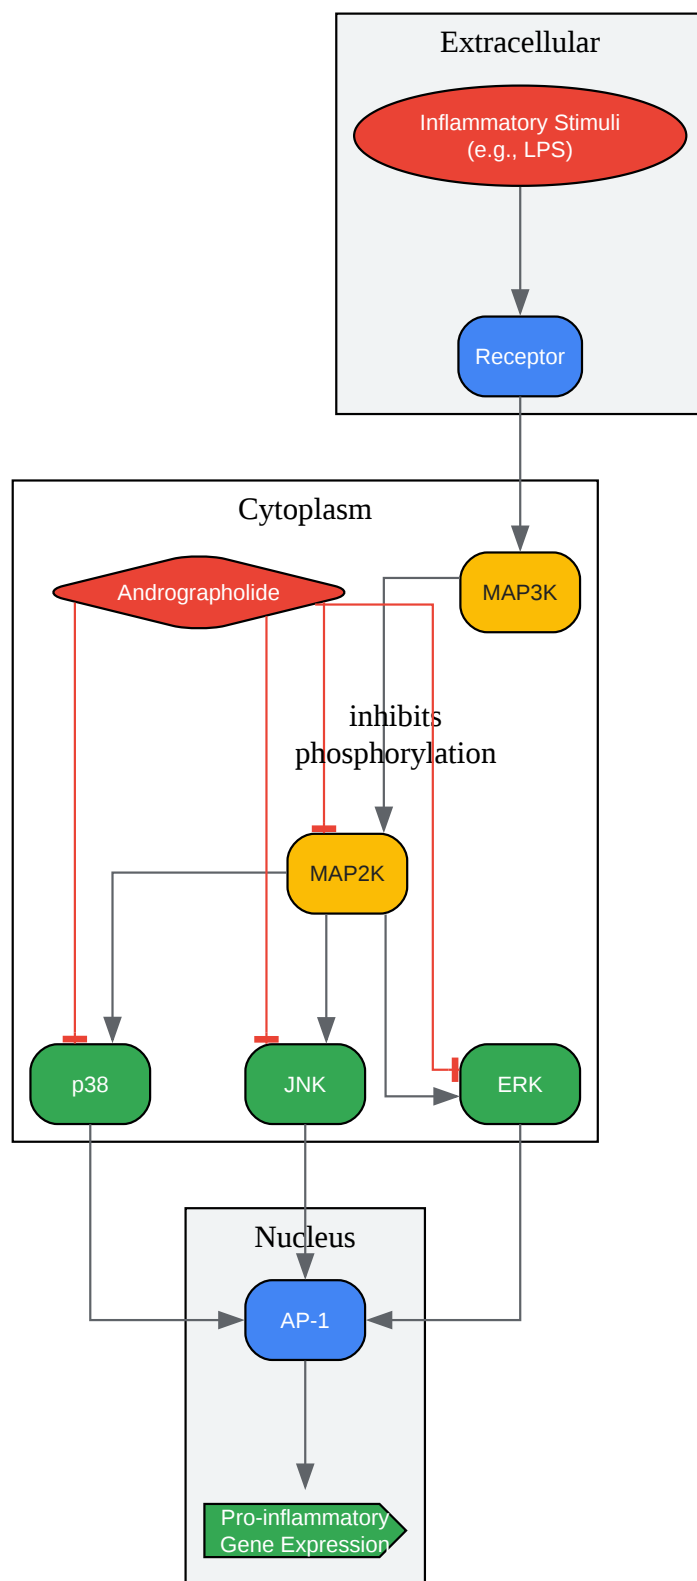 Extracellular
Inflammatory Stimuli
(e.g., LPS)
Receptor
Cytoplasm
Andrographolide
MAP3K
inhibits
phosphorylation
MAP2K
p38
JNK
ERK
Nucleus
AP-1
Pro-inflammatory
Gene Expression